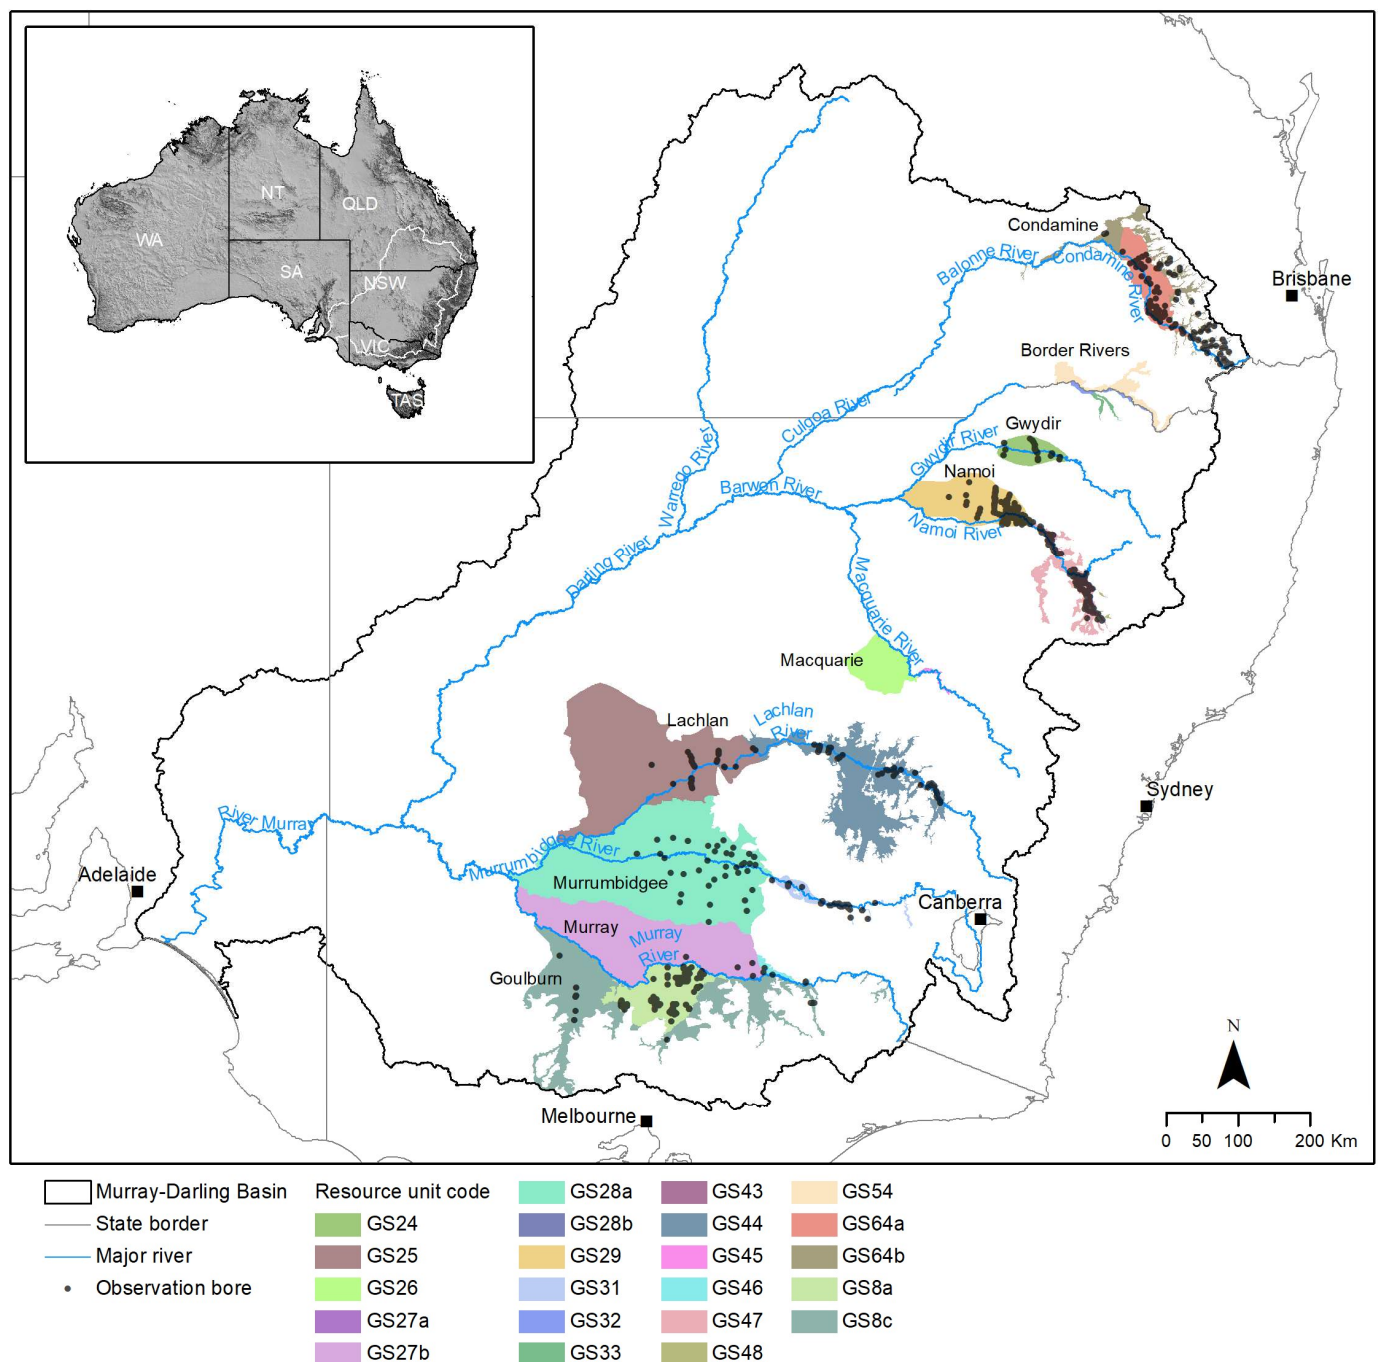 NT
QLD
WA
SA
NSW
VIC
TAS
Condamine
Balonne River
Condamine River
Brisbane
Border Rivers
Culgoa River
Gwydir
Gwydir River
Warrego River
Namoi
Barwon River
Namoi River
Darling River
Macquarie River
Macquarie
Lachlan
Lachlan
River
Sydney
River Murray
Murrumbidgee River
Adelaide
Murrumbidgee
Canberra
Murray
Murray
River
Goulburn
N
Melbourne
0 50 100 200 Km
Murray-Darling Basin
State border
Major river
Observation bore
Resource unit code
GS24
GS25
GS26
GS27a
GS27b
GS28a
GS28b
GS29
GS31
GS32
GS33
GS43
GS44
GS45
GS46
GS47
GS48
GS54
GS64a
GS64b
GS8a
GS8c